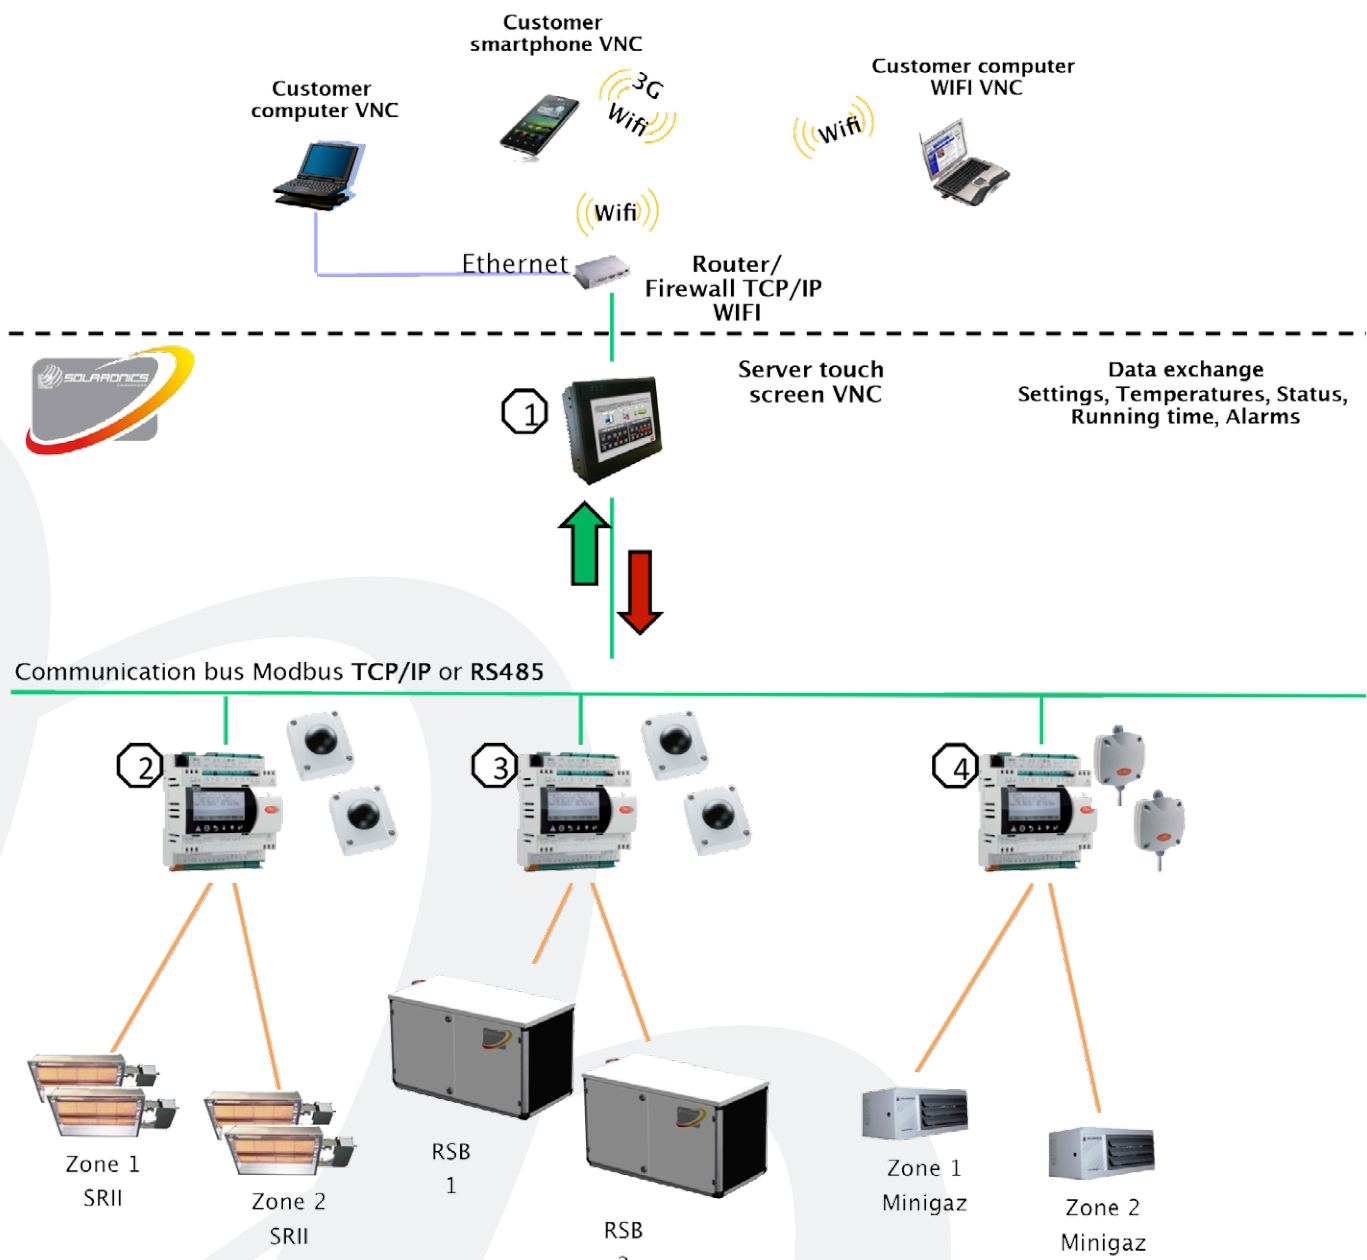 Customer
smartphone VNC
Customer
computer VNC
3G
Wifi
Wifi
Customer computer
WIFI VNC
Wifi
Ethernet
Router/
Firewall TCP/IP
WIFI
SOLARONICS
1
Server touch
screen VNC
Data exchange
Settings, Temperatures, Status,
Running time, Alarms
Communication bus Modbus TCP/IP or RS485
2
3
4
Zone 1
SRII
Zone 2
SRII
RSB
1
RSB
Zone 1
Minigaz
Zone 2
Minigaz